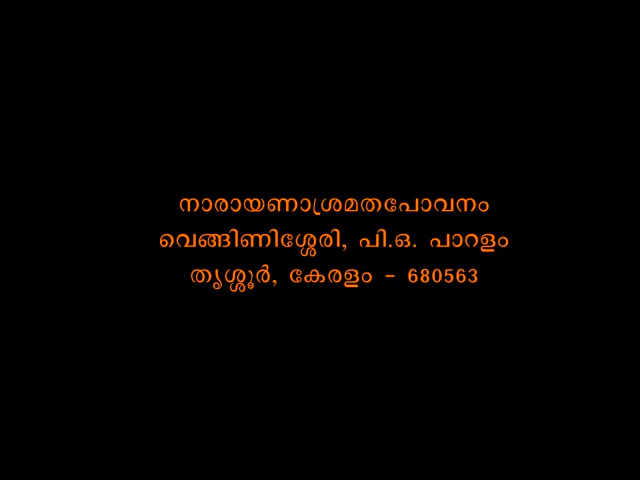 നാരായണാശ്രമതപോവനം
വെങ്ങിണിശ്ശേരി, പി.ഒ. പാറളം
തൃശ്ശൂർ, കേരളം - 680563